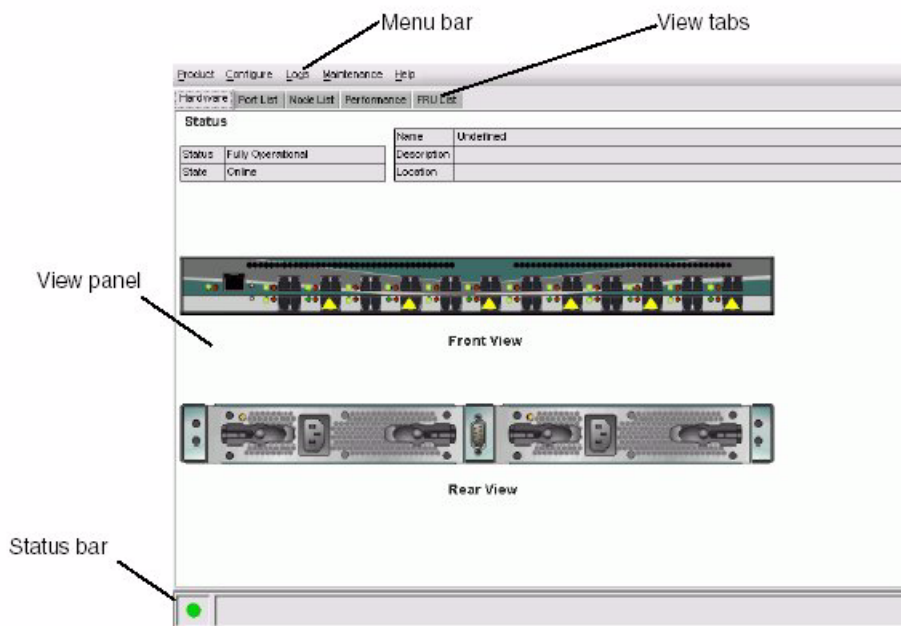 Menu bar
View tabs
Product Configure Logs Maintenance Help
Hardware Port List Node List Performance FRU List
Status
Name Undefined
Status Fully Operational
Description
State Online
Location
View panel
Front View
Rear View
Status bar